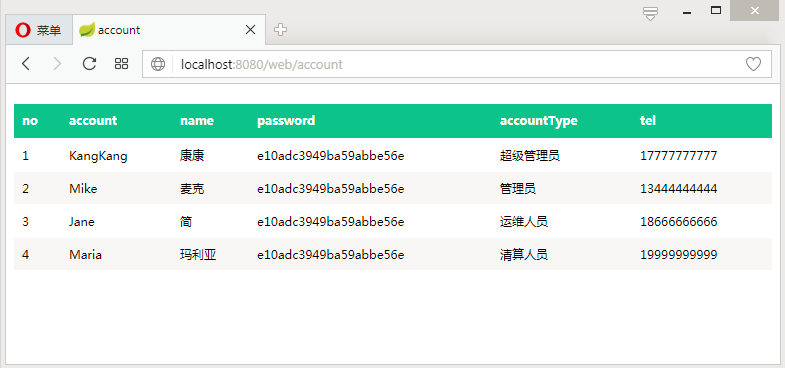 菜单 account
localhost:8080/web/account
no account name password accountType tel
1 KangKang 康康 e10adc3949ba59abbe56e 超级管理员 17777777777
2 Mike 麦克 e10adc3949ba59abbe56e 管理员 13444444444
3 Jane 简 e10adc3949ba59abbe56e 运维人员 18666666666
4 Maria 玛利亚 e10adc3949ba59abbe56e 清算人员 19999999999